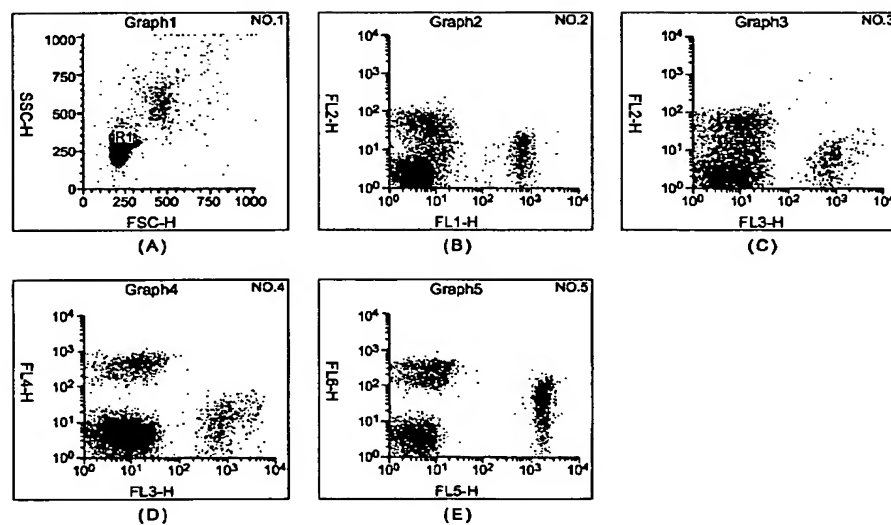 Graph1 NO.1
1000
750
500
250
0
SSC-H
R1
0 250 500 750 1000
FSC-H
(A)
Graph2 NO.2
10⁴
10³
10²
10¹
10⁰
FL2-H
10⁰ 10¹ 10² 10³ 10⁴
FL1-H
(B)
Graph3 NO.3
10⁴
10³
10²
10¹
10⁰
FL2-H
10⁰ 10¹ 10² 10³ 10⁴
FL3-H
(C)
Graph4 NO.4
10⁴
10³
10²
10¹
10⁰
FL4-H
10⁰ 10¹ 10² 10³ 10⁴
FL3-H
(D)
Graph5 NO.5
10⁴
10³
10²
10¹
10⁰
FL6-H
10⁰ 10¹ 10² 10³ 10⁴
FL5-H
(E)